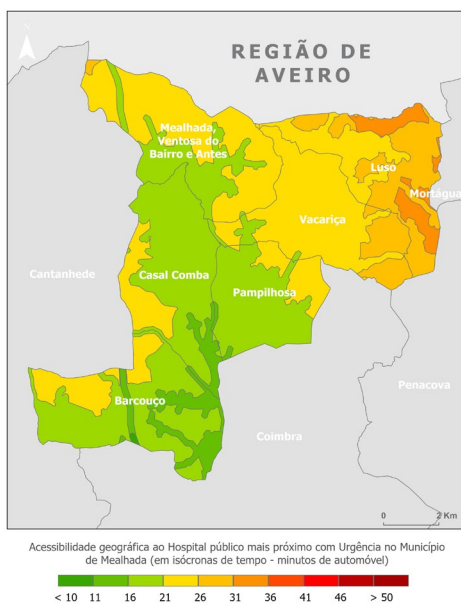 N
REGIÃO DE
AVEIRO
Mealhada,
Ventosa do
Bairro e Antes
Luso
Mortágua
Vacariça
Cantanhede
Casal Comba
Pampilhosa
Penacova
Barcouço
Coimbra
0 2 Km
Acessibilidade geográfica ao Hospital público mais próximo com Urgência no Município
de Mealhada (em isócronas de tempo - minutos de automóvel)
< 10 11 16 21 26 31 36 41 46 > 50